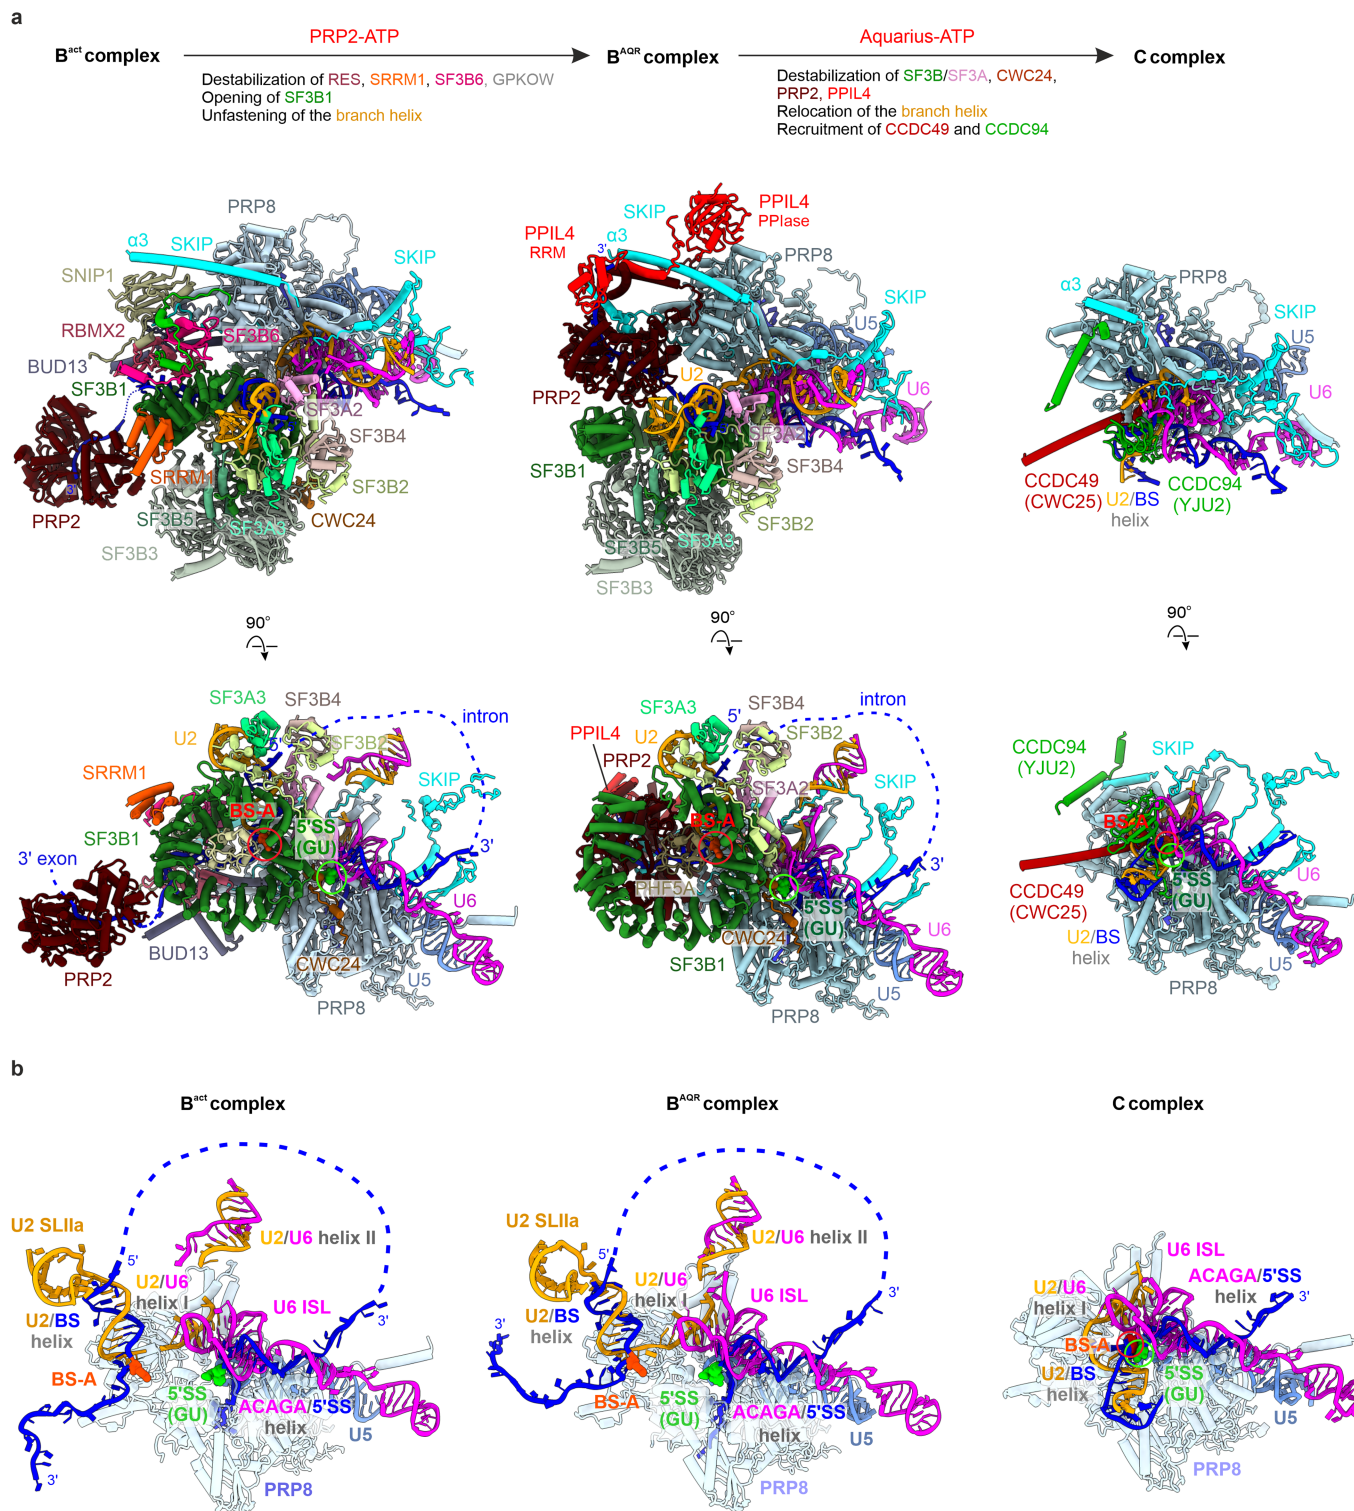 a
B^act complex
PRP2-ATP
B^AQR complex
Aquarius-ATP
C complex
Destabilization of RES, SRRM1, SF3B6, GPKOW
Opening of SF3B1
Unfastening of the branch helix
Destabilization of SF3B/SF3A, CWC24,
PRP2, PPIL4
Relocation of the branch helix
Recruitment of CCDC49 and CCDC94
PRP8
α3
SKIP
SKIP
SNIP1
RBMX2
SF3B6
BUD13
SF3B1
SF3A2
SF3B4
SRRM1
3'
SF3B2
PRP2
CWC24
SF3B5
SF3A3
SF3B3
PPIL4
PPIase
SKIP
PPIL4
RRM
3'
α3
PRP8
SKIP
U5
U2
U6
PRP2
SF3A2
SF3B4
SF3B1
SF3B2
SF3B5
SF3A3
SF3B3
PRP8
α3
SKIP
U5
U6
CCDC49
(CWC25)
U2/BS
helix
CCDC94
(YJU2)
90°
90°
90°
SF3A3
SF3B4
intron
U2
5'
SF3B2
SRRM1
SKIP
BS-A
5'SS
(GU)
SF3B1
3' exon
3'
U6
BUD13
PRP2
CWC24
U5
PRP8
SF3A3
5'
SF3B4
intron
PPIL4
U2
SF3B2
PRP2
SKIP
SF3A2
BS-A
3'
PHF5A
5'SS
(GU)
CWC24
U6
SF3B1
U5
PRP8
CCDC94
(YJU2)
SKIP
BS-A
CCDC49
(CWC25)
5'SS
(GU)
U6
U2/BS
helix
U5
PRP8
b
B^act complex
B^AQR complex
C complex
U2 SLIIa
5'
U2/U6 helix II
U2/U6
helix I
U6 ISL
U2/BS
helix
3'
BS-A
5'SS
(GU)
ACAGA/5'SS
helix
U5
3'
PRP8
U2 SLIIa
5'
U2/U6 helix II
U2/U6
helix I
U6 ISL
U2/BS
helix
3'
BS-A
5'SS
(GU)
ACAGA/5'SS
helix
U5
3'
PRP8
U6 ISL
ACAGA/5'SS
helix
U2/U6
helix I
3'
BS-A
U2/BS
helix
5'SS
(GU)
U5
PRP8